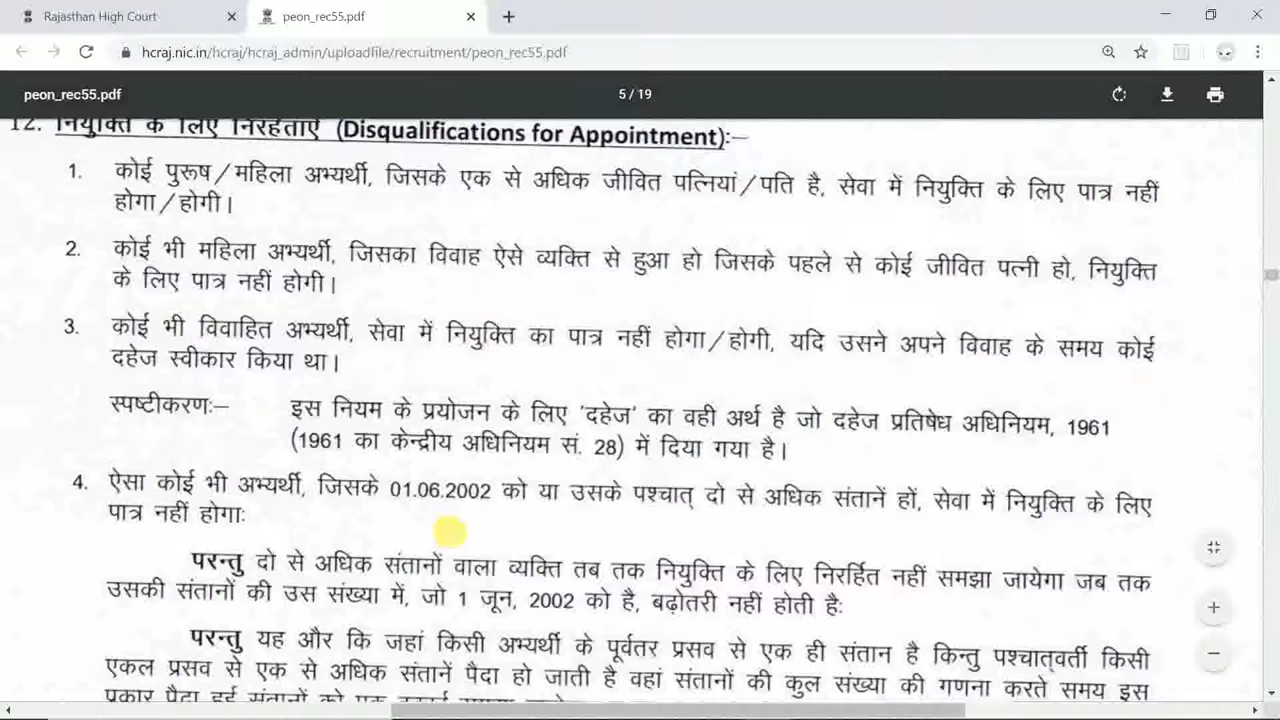 Rajasthan High Court
peon_rec55.pdf
hcraj.nic.in/hcraj/hcraj_admin/uploadfile/recruitment/peon_rec55.pdf
peon_rec55.pdf
5 / 19
12. नियुक्ति के लिए निरर्हताएं (Disqualifications for Appointment):–
1. कोई पुरूष/महिला अभ्यर्थी, जिसके एक से अधिक जीवित पत्नियां/पति है, सेवा में नियुक्ति के लिए पात्र नहीं
होगा/होगी।
2. कोई भी महिला अभ्यर्थी, जिसका विवाह ऐसे व्यक्ति से हुआ हो जिसके पहले से कोई जीवित पत्नी हो, नियुक्ति
के लिए पात्र नहीं होगी।
3. कोई भी विवाहित अभ्यर्थी, सेवा में नियुक्ति का पात्र नहीं होगा/होगी, यदि उसने अपने विवाह के समय कोई
दहेज स्वीकार किया था।
स्पष्टीकरणः– इस नियम के प्रयोजन के लिए 'दहेज' का वही अर्थ है जो दहेज प्रतिषेध अधिनियम, 1961
(1961 का केन्द्रीय अधिनियम सं. 28) में दिया गया है।
4. ऐसा कोई भी अभ्यर्थी, जिसके 01.06.2002 को या उसके पश्चात् दो से अधिक संतानें हों, सेवा में नियुक्ति के लिए
पात्र नहीं होगाः
परन्तु दो से अधिक संतानों वाला व्यक्ति तब तक नियुक्ति के लिए निरर्हित नहीं समझा जायेगा जब तक
उसकी संतानों की उस संख्या में, जो 1 जून, 2002 को है, बढ़ोतरी नहीं होती हैः
परन्तु यह और कि जहां किसी अभ्यर्थी के पूर्वतर प्रसव से एक ही संतान है किन्तु पश्चात्वर्ती किसी
एकल प्रसव से एक से अधिक संतानें पैदा हो जाती है वहां संतानों की कुल संख्या की गणना करते समय इस
प्रकार पैदा हुई संतानों को एक